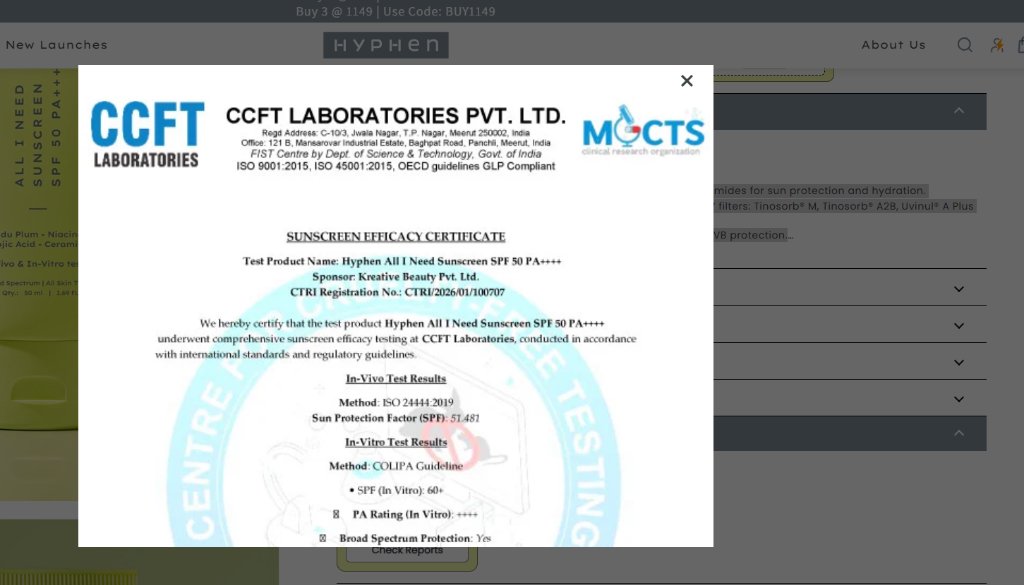 Buy 3 @ 1149 | Use Code: BUY1149
New Launches
HYPHEN
About Us
ALL I NEED
SUNSCREEN
SPF 50 PA+++
CCFT
LABORATORIES
CCFT LABORATORIES PVT. LTD.
Regd Address: C-10/3, Jwala Nagar, T.P. Nagar, Meerut 250002, India
Office: 121 B, Mansarovar Industrial Estate, Baghpat Road, Panchli, Meerut, India
FIST Centre by Dept. of Science & Technology, Govt. of India
ISO 9001:2015, ISO 45001:2015, OECD guidelines GLP Compliant
MOCTS
clinical research organization
SUNSCREEN EFFICACY CERTIFICATE
Test Product Name: Hyphen All I Need Sunscreen SPF 50 PA++++
Sponsor: Kreative Beauty Pvt. Ltd.
CTRI Registration No.: CTRI/2026/01/100707
We hereby certify that the test product Hyphen All I Need Sunscreen SPF 50 PA++++
underwent comprehensive sunscreen efficacy testing at CCFT Laboratories, conducted in accordance
with international standards and regulatory guidelines.
In-Vivo Test Results
Method: ISO 24444:2019
Sun Protection Factor (SPF): 51.481
In-Vitro Test Results
Method: COLIPA Guideline
• SPF (In Vitro): 60+
PA Rating (In Vitro): ++++
Broad Spectrum Protection: Yes
CENTRE FOR CRUELTY-FREE TESTING
mides for sun protection and hydration.
filters: Tinosorb® M, Tinosorb® A2B, Uvinul® A Plus
VB protection...
Check Reports